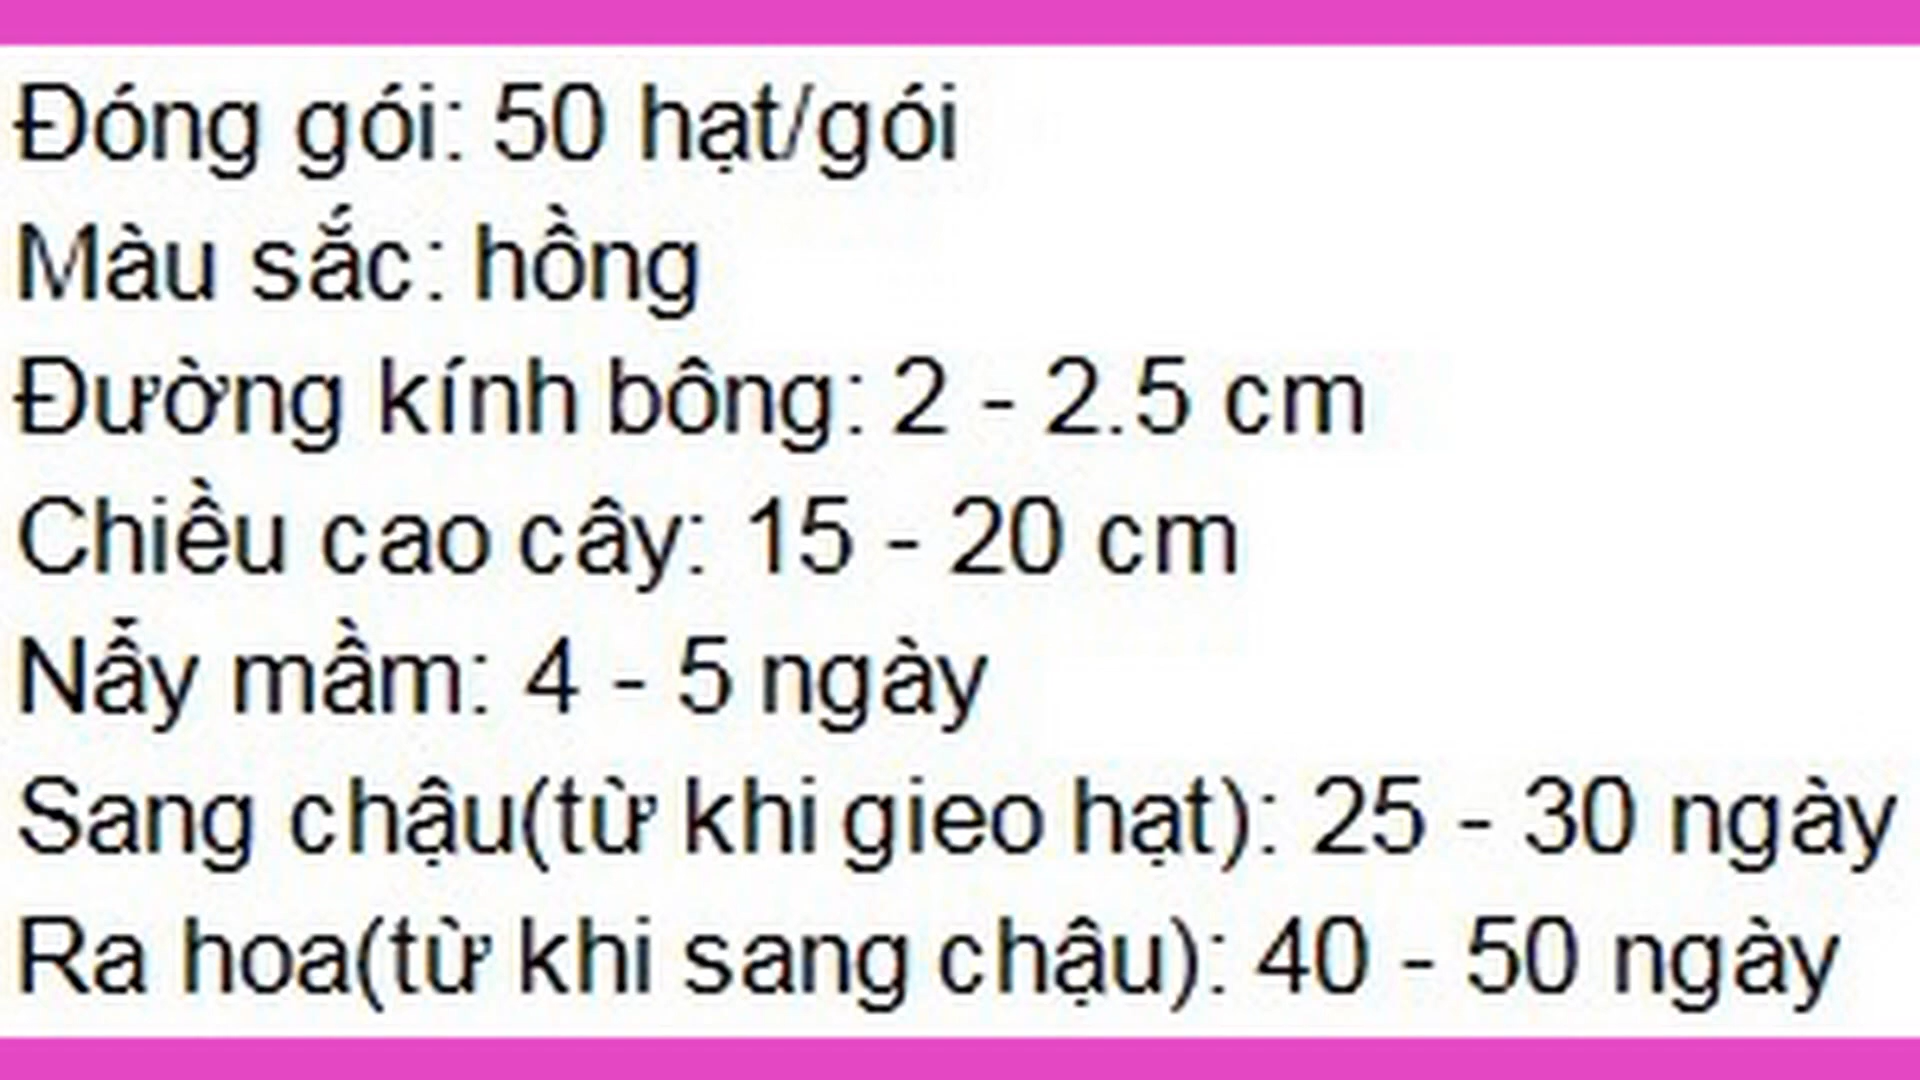 Đóng gói: 50 hạt/gói
Màu sắc: hồng
Đường kính bông: 2 - 2.5 cm
Chiều cao cây: 15 - 20 cm
Nẩy mầm: 4 - 5 ngày
Sang chậu(từ khi gieo hạt): 25 - 30 ngày
Ra hoa(từ khi sang chậu): 40 - 50 ngày